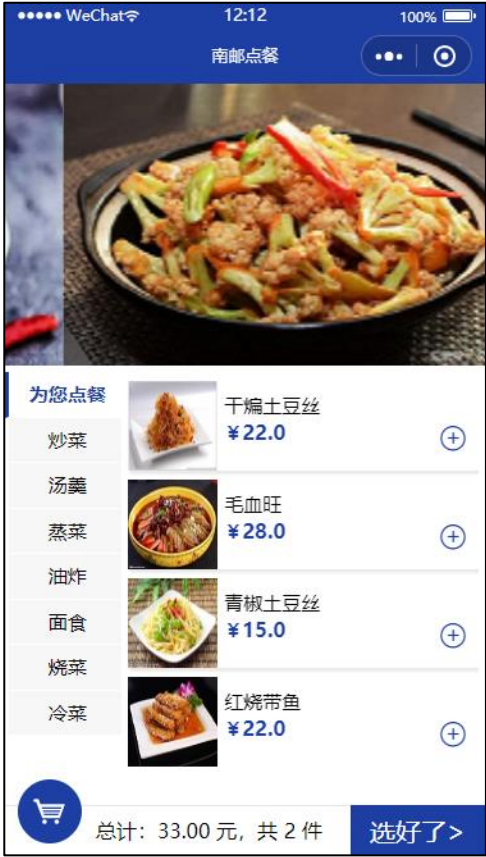 WeChat 12:12 100%
南邮点餐
为您点餐
炒菜
汤羹
蒸菜
油炸
面食
烧菜
冷菜
干煸土豆丝
¥22.0
毛血旺
¥28.0
青椒土豆丝
¥15.0
红烧带鱼
¥22.0
总计：33.00 元，共 2 件
选好了>